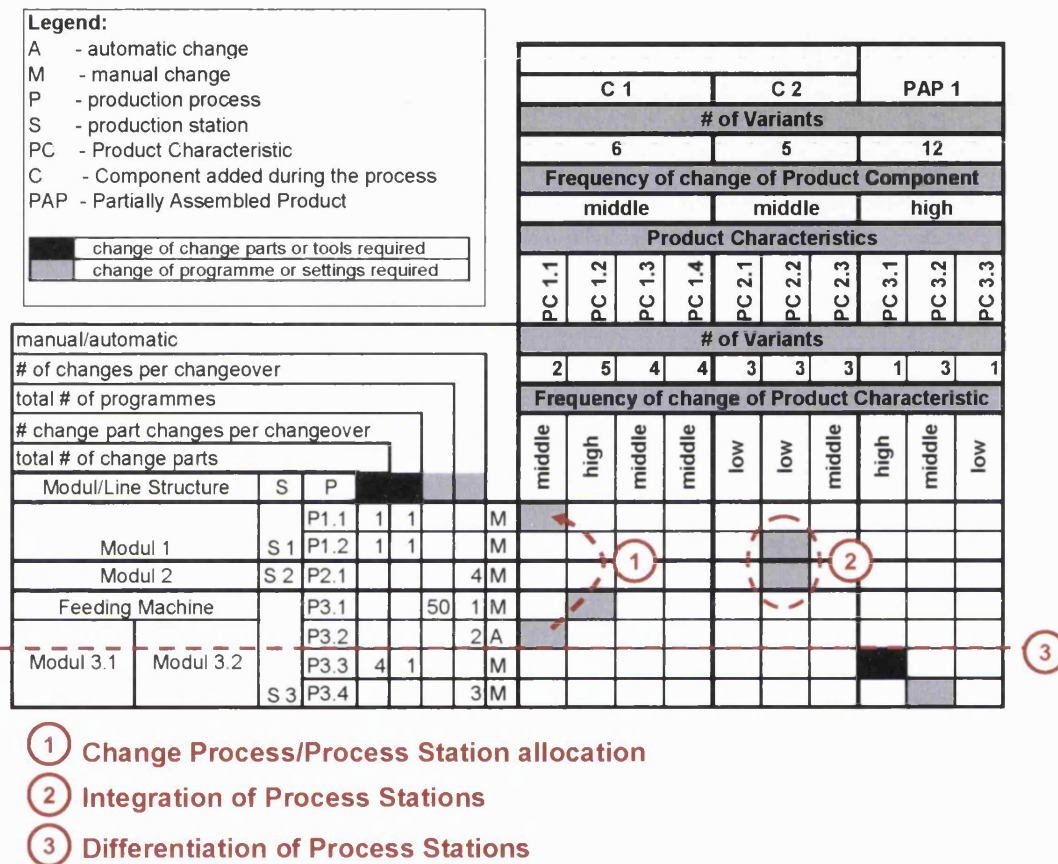 Legend:
A - automatic change
M - manual change
P - production process
S - production station
PC - Product Characteristic
C - Component added during the process
PAP - Partially Assembled Product
change of change parts or tools required
change of programme or settings required
C 1 C 2 PAP 1
# of Variants
6 5 12
Frequency of change of Product Component
middle middle high
Product Characteristics
PC 1.1 PC 1.2 PC 1.3 PC 1.4 PC 2.1 PC 2.2 PC 2.3 PC 3.1 PC 3.2 PC 3.3
# of Variants
2 5 4 4 3 3 3 1 3 1
Frequency of change of Product Characteristic
middle high middle middle low low middle high middle low
manual/automatic
# of changes per changeover
total # of programmes
# change part changes per changeover
total # of change parts
Modul/Line Structure S P
P1.1 1 1 M
Modul 1 S 1 P1.2 1 1 M
Modul 2 S 2 P2.1 4 M
Feeding Machine P3.1 50 1 M
P3.2 2 A
Modul 3.1 Modul 3.2 P3.3 4 1 M
S 3 P3.4 3 M
1
2
3
1 Change Process/Process Station allocation
2 Integration of Process Stations
3 Differentiation of Process Stations